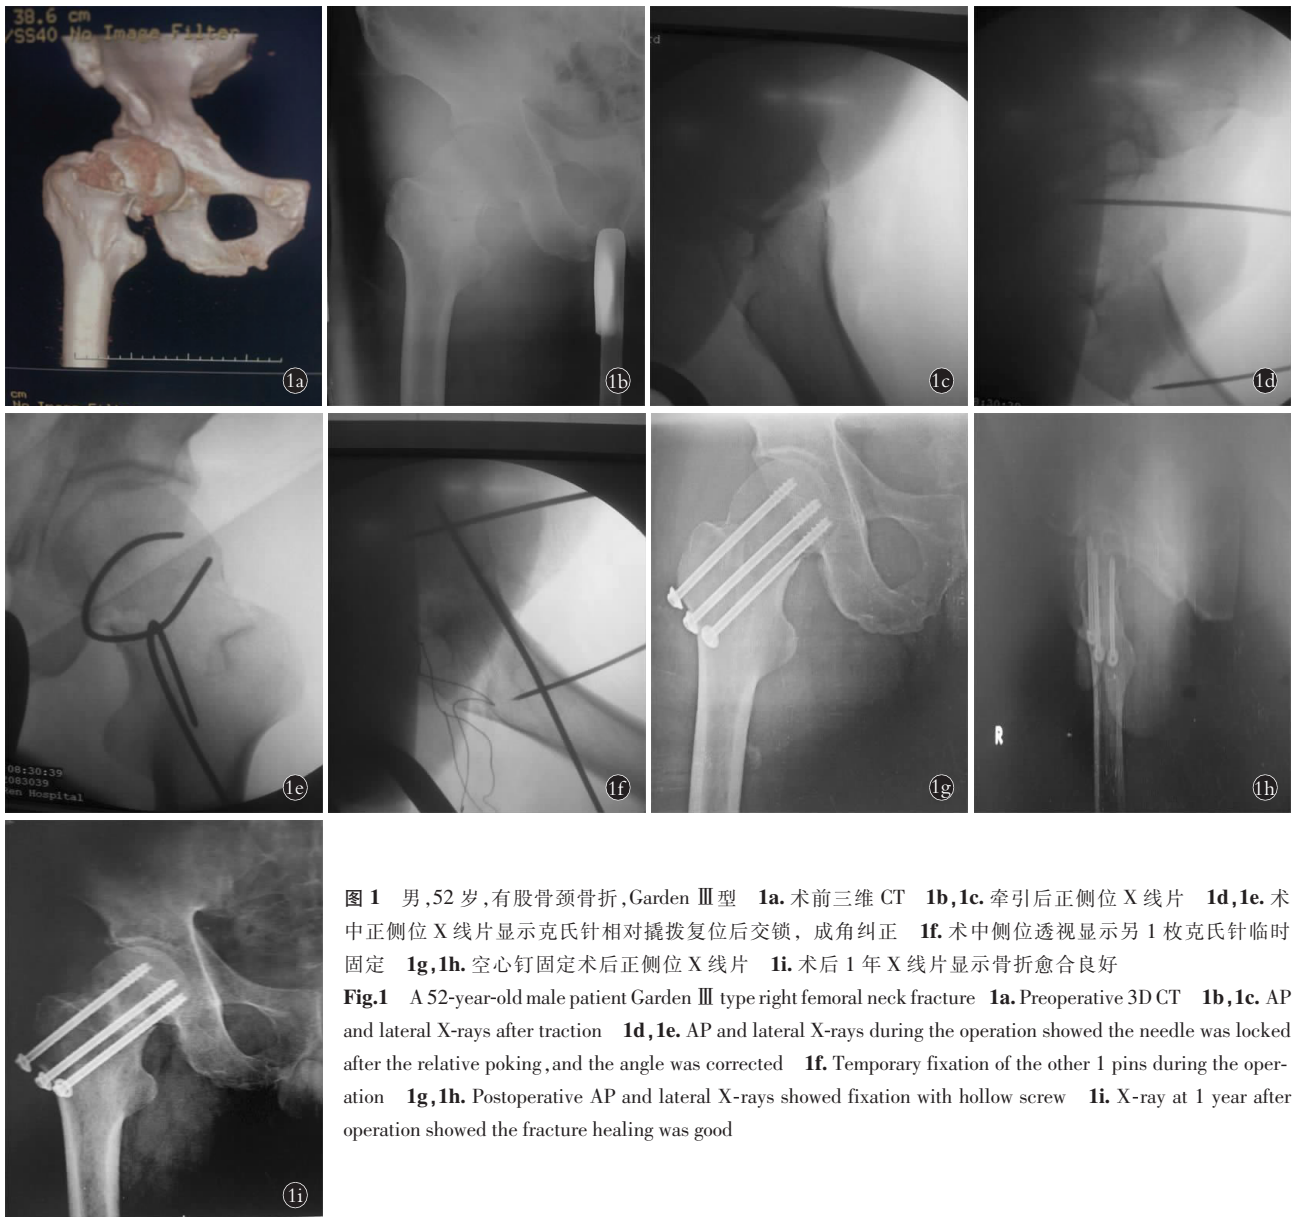 38.6 cm
/SS40 No Image Filter
cm
1a
1b
rd
1c
1d
08:30:39
2083039
en Hospital
1e
1f
1g
R
1h
1i
图 1 男,52 岁,有股骨颈骨折,Garden Ⅲ型 1a. 术前三维 CT 1b,1c. 牵引后正侧位 X 线片 1d,1e. 术
中正侧位 X 线片显示克氏针相对撬拨复位后交锁，成角纠正 1f. 术中侧位透视显示另 1 枚克氏针临时
固定 1g,1h. 空心钉固定术后正侧位 X 线片 1i. 术后 1 年 X 线片显示骨折愈合良好
Fig.1 A 52-year-old male patient Garden Ⅲ type right femoral neck fracture 1a. Preoperative 3D CT 1b,1c. AP
and lateral X-rays after traction 1d,1e. AP and lateral X-rays during the operation showed the needle was locked
after the relative poking,and the angle was corrected 1f. Temporary fixation of the other 1 pins during the oper-
ation 1g,1h. Postoperative AP and lateral X-rays showed fixation with hollow screw 1i. X-ray at 1 year after
operation showed the fracture healing was good